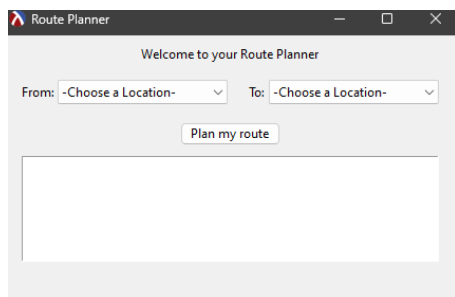 Route Planner
Welcome to your Route Planner
From: -Choose a Location- To: -Choose a Location-
Plan my route